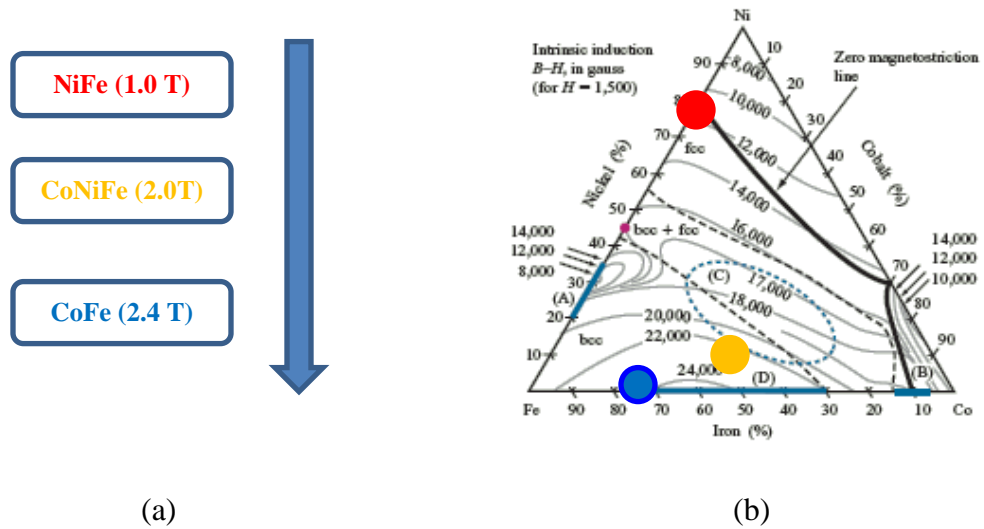 NiFe (1.0 T)
CoNiFe (2.0T)
CoFe (2.4 T)
(a)
Ni
Intrinsic induction
B–H, in gauss
(for H = 1,500)
Zero magnetostriction
line
90
8,000
10
10,000
20
8
12,000
30
70
fcc
14,000
40
60
50
Nickel (%)
Cobalt (%)
50
16,000
60
bcc + fcc
40
14,000
12,000
8,000
30
(A)
20
10
(C)
17,000
18,000
20,000
22,000
24,000
(D)
bcc
70
14,000
12,000
10,000
80
90
(B)
Fe
90
80
70
60
50
40
30
20
10
Co
Iron (%)
(b)